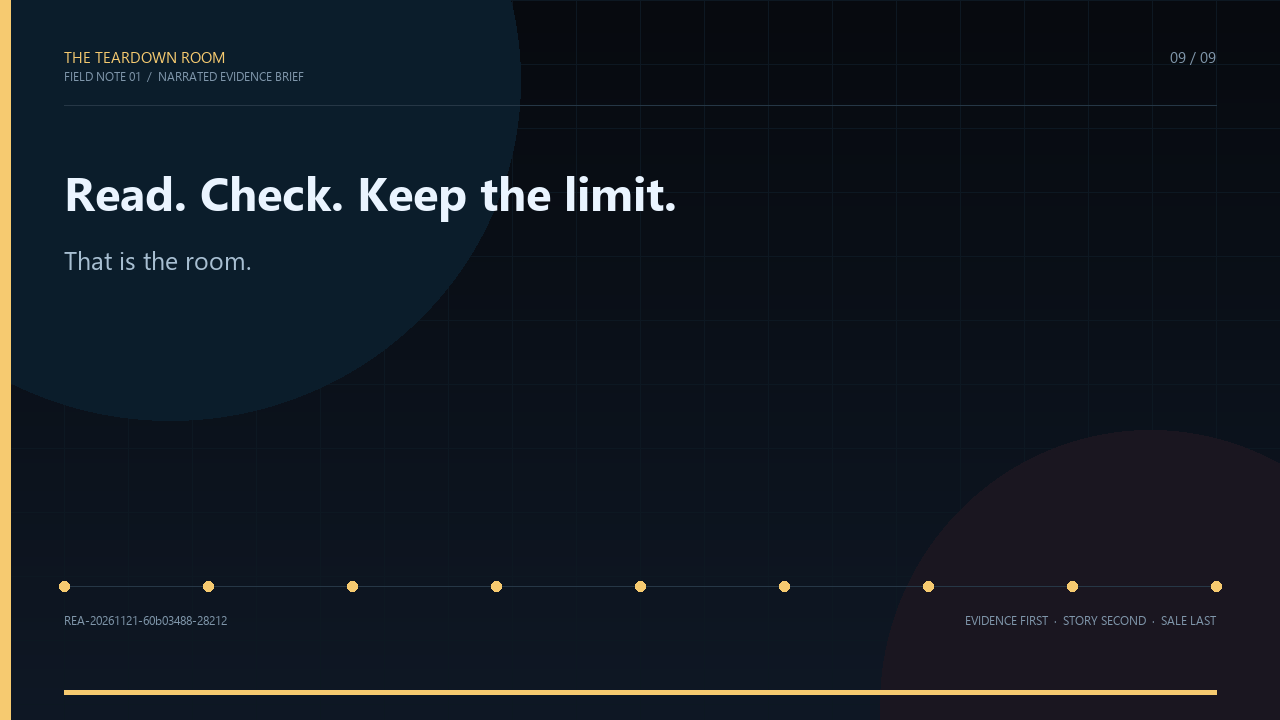 THE TEARDOWN ROOM
09 / 09
FIELD NOTE 01 / NARRATED EVIDENCE BRIEF
Read. Check. Keep the limit.
That is the room.
REA-20261121-60b03488-28212
EVIDENCE FIRST · STORY SECOND · SALE LAST